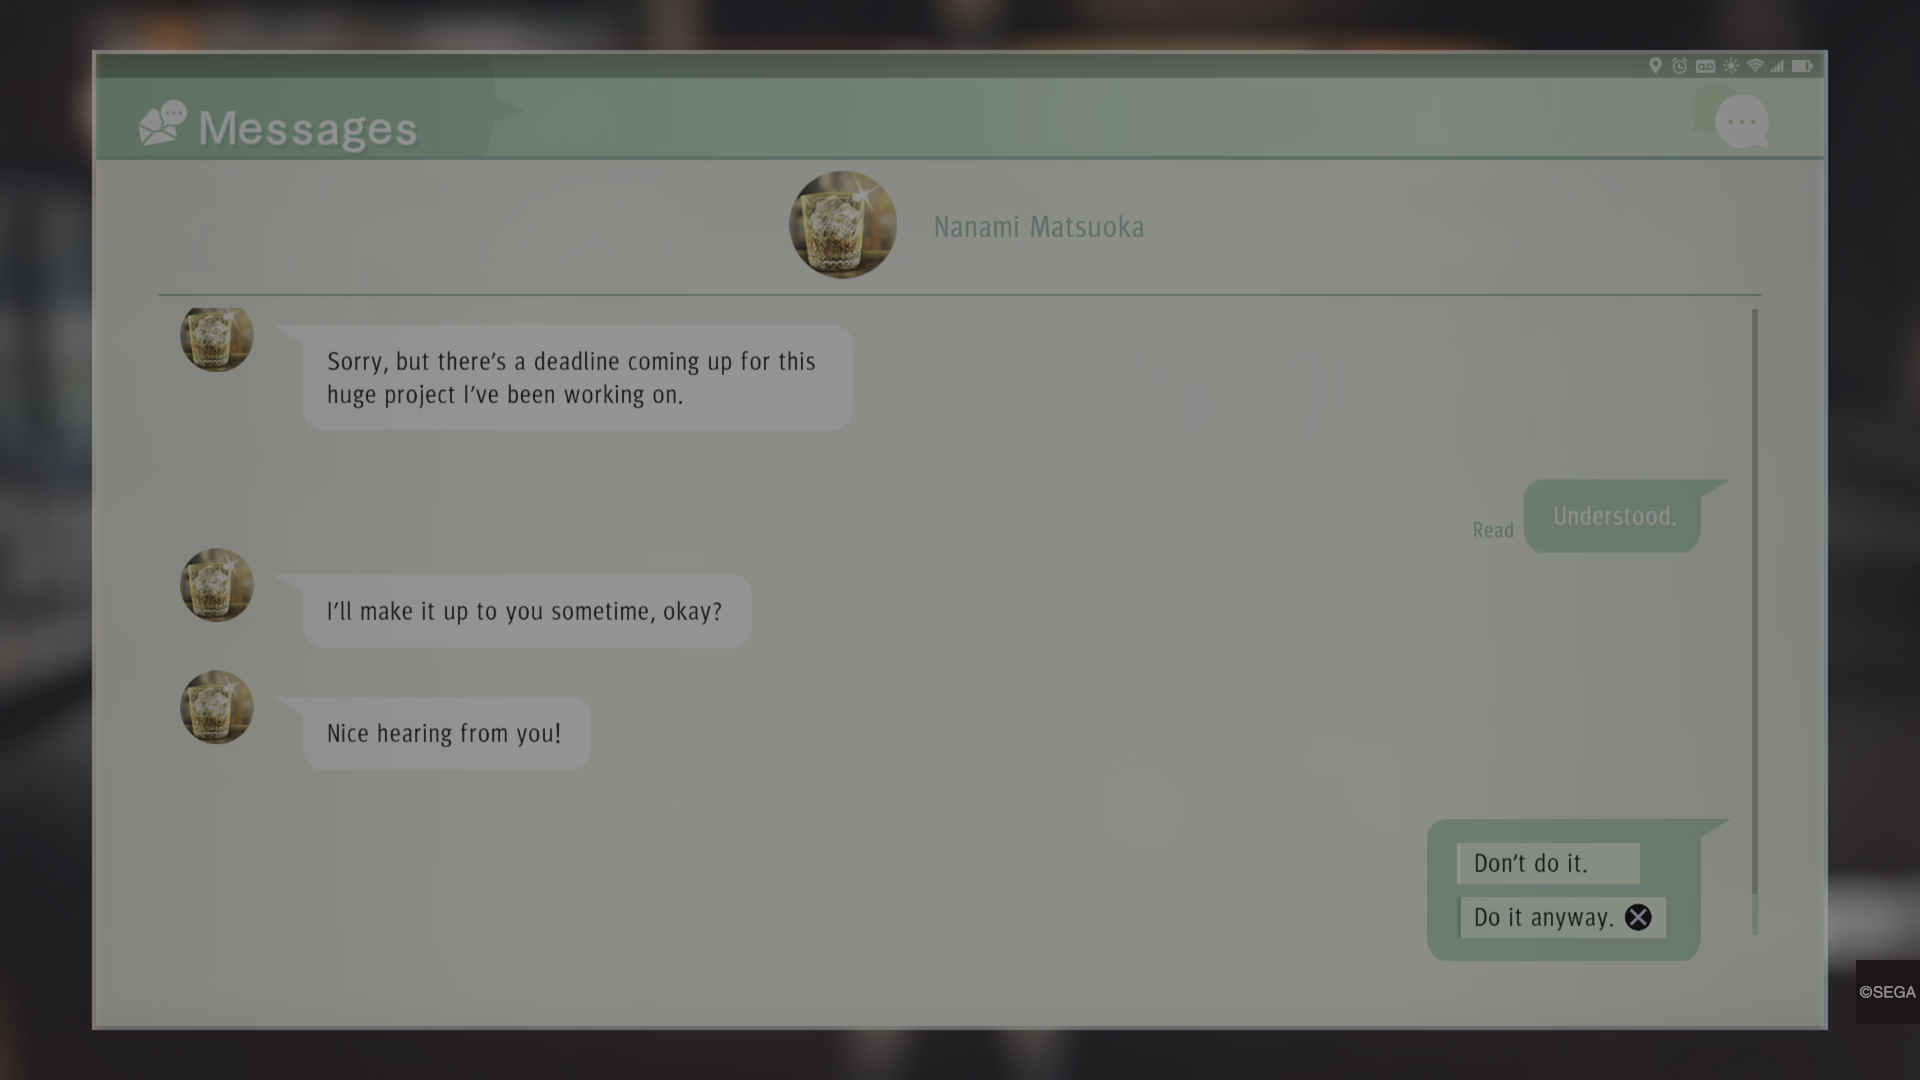 Messages
Nanami Matsuoka
Sorry, but there's a deadline coming up for this
huge project I've been working on.
Understood.
Read
I'll make it up to you sometime, okay?
Nice hearing from you!
Don't do it.
Do it anyway.
©SEGA